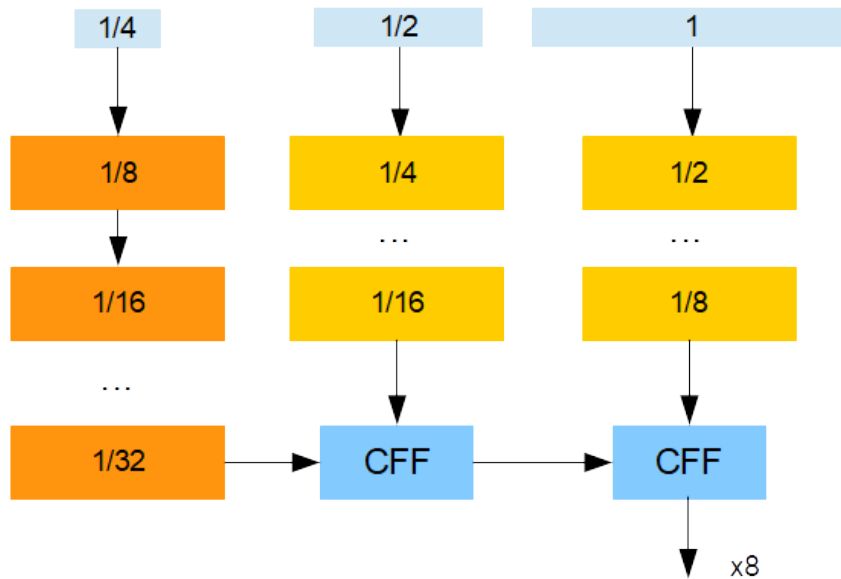 1/4 1/2 1
1/8 1/4 1/2
... ...
1/16 1/16 1/8
...
1/32 CFF CFF
x8